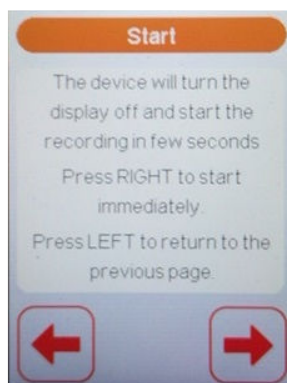 Start
The device will turn the
display off and start the
recording in few seconds
Press RIGHT to start
immediately.
Press LEFT to return to the
previous page.